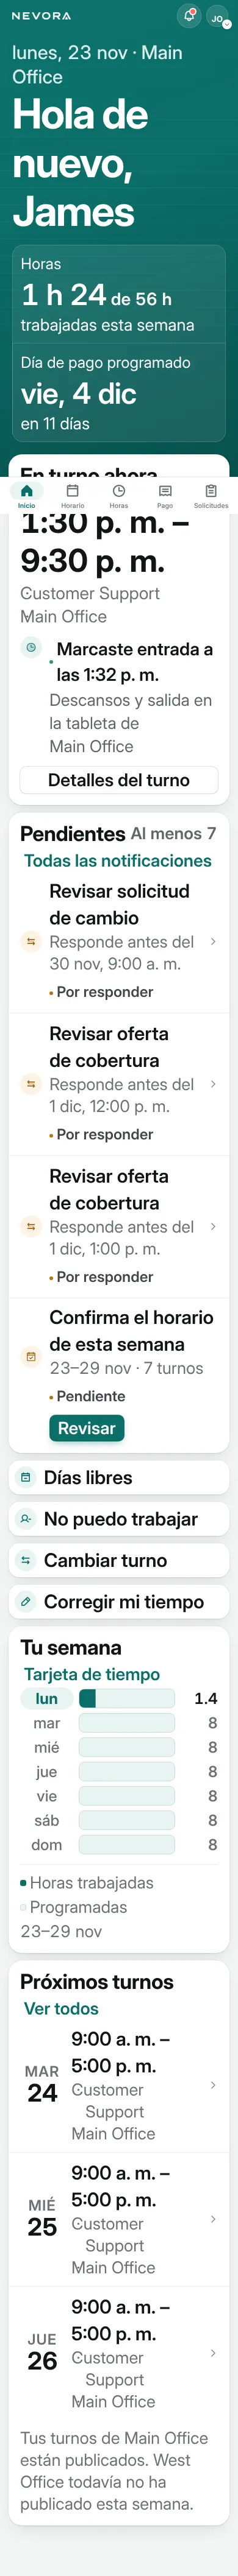 NEVORA
JO
lunes, 23 nov · Main
Office
Hola de
nuevo,
James
Horas
1 h 24 de 56 h
trabajadas esta semana
Día de pago programado
vie, 4 dic
en 11 días
En turno ahora
Inicio
Horario
Horas
Pago
Solicitudes
1:30 p. m. –
9:30 p. m.
Customer Support
Main Office
Marcaste entrada a
las 1:32 p. m.
Descansos y salida en
la tableta de
Main Office
Detalles del turno
Pendientes Al menos 7
Todas las notificaciones
Revisar solicitud
de cambio
Responde antes del
30 nov, 9:00 a. m.
Por responder
Revisar oferta
de cobertura
Responde antes del
1 dic, 12:00 p. m.
Por responder
Revisar oferta
de cobertura
Responde antes del
1 dic, 1:00 p. m.
Por responder
Confirma el horario
de esta semana
23–29 nov · 7 turnos
Pendiente
Revisar
Días libres
No puedo trabajar
Cambiar turno
Corregir mi tiempo
Tu semana
Tarjeta de tiempo
lun 1.4
mar 8
mié 8
jue 8
vie 8
sáb 8
dom 8
Horas trabajadas
Programadas
23–29 nov
Próximos turnos
Ver todos
MAR
24
9:00 a. m. –
5:00 p. m.
Customer
Support
Main Office
MIÉ
25
9:00 a. m. –
5:00 p. m.
Customer
Support
Main Office
JUE
26
9:00 a. m. –
5:00 p. m.
Customer
Support
Main Office
Tus turnos de Main Office
están publicados. West
Office todavía no ha
publicado esta semana.